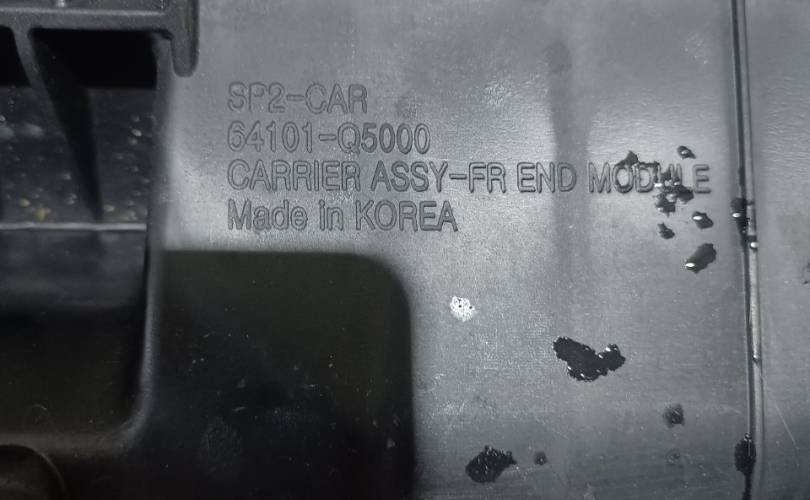 SP2-CAR
64101-Q5000
CARRIER ASSY-FR END MODULE
Made in KOREA